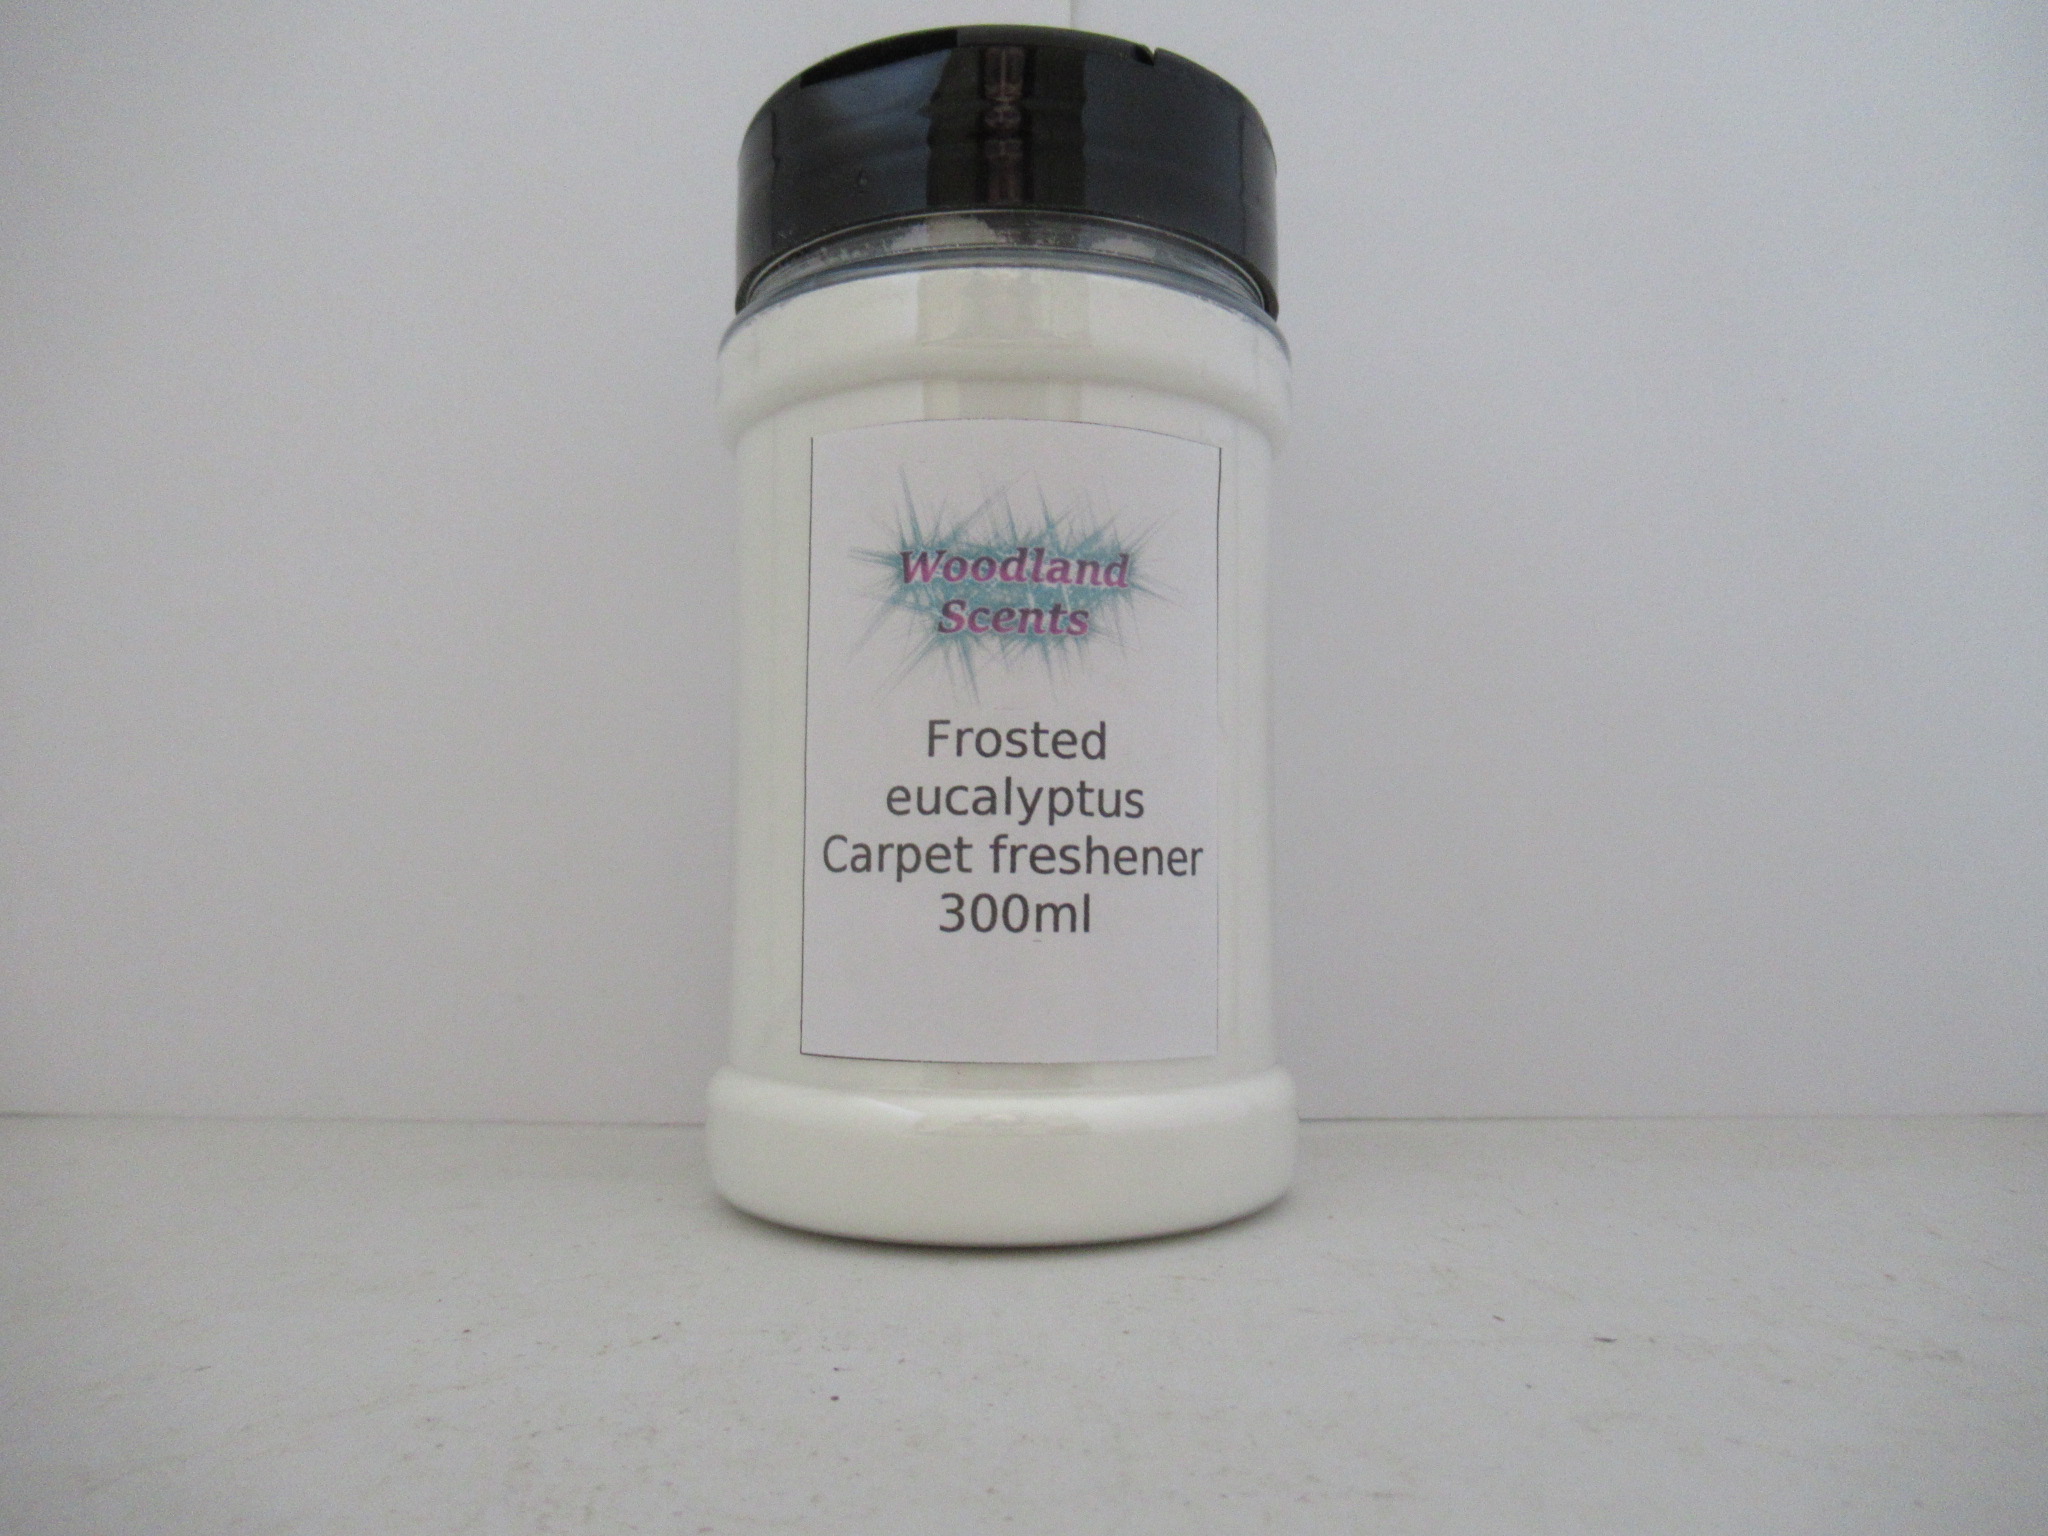 Woodland
Scents
Frosted
eucalyptus
Carpet freshener
300ml